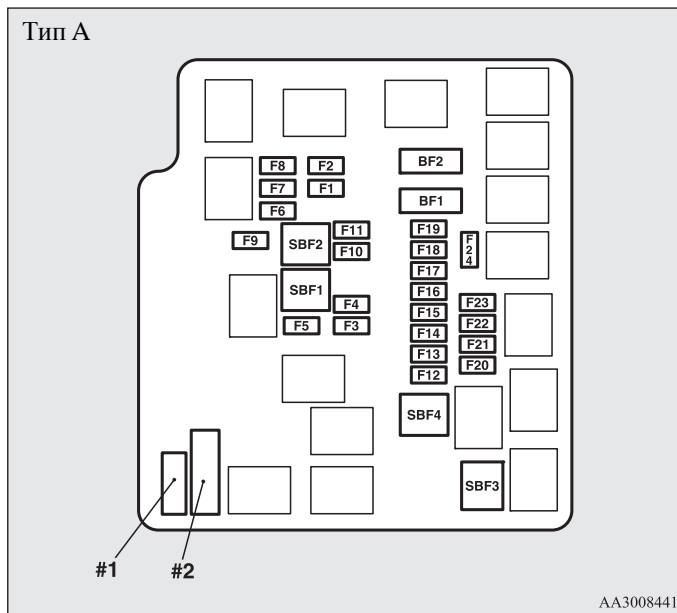 Тип А
F8 F2 BF2
F7 F1
F6 BF1
F11 F19
F9 SBF2 F10 F18 F24
F17
SBF1 F16
F4 F15 F23
F5 F3 F14 F22
F13 F21
F12 F20
SBF4
SBF3
#1 #2
AA3008441